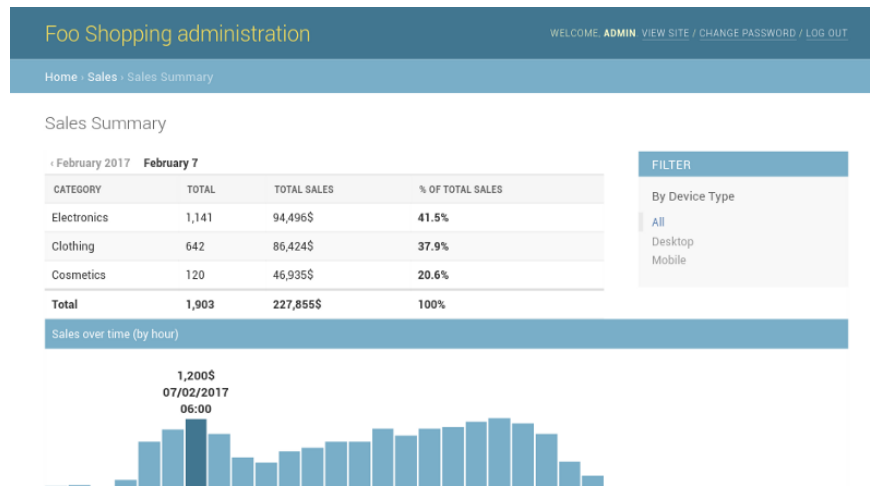 Foo Shopping administration
WELCOME, ADMIN. VIEW SITE / CHANGE PASSWORD / LOG OUT
Home › Sales › Sales Summary
Sales Summary
‹ February 2017 February 7
CATEGORY TOTAL TOTAL SALES % OF TOTAL SALES
Electronics 1,141 94,496$ 41.5%
Clothing 642 86,424$ 37.9%
Cosmetics 120 46,935$ 20.6%
Total 1,903 227,855$ 100%
FILTER
By Device Type
All
Desktop
Mobile
Sales over time (by hour)
1,200$
07/02/2017
06:00